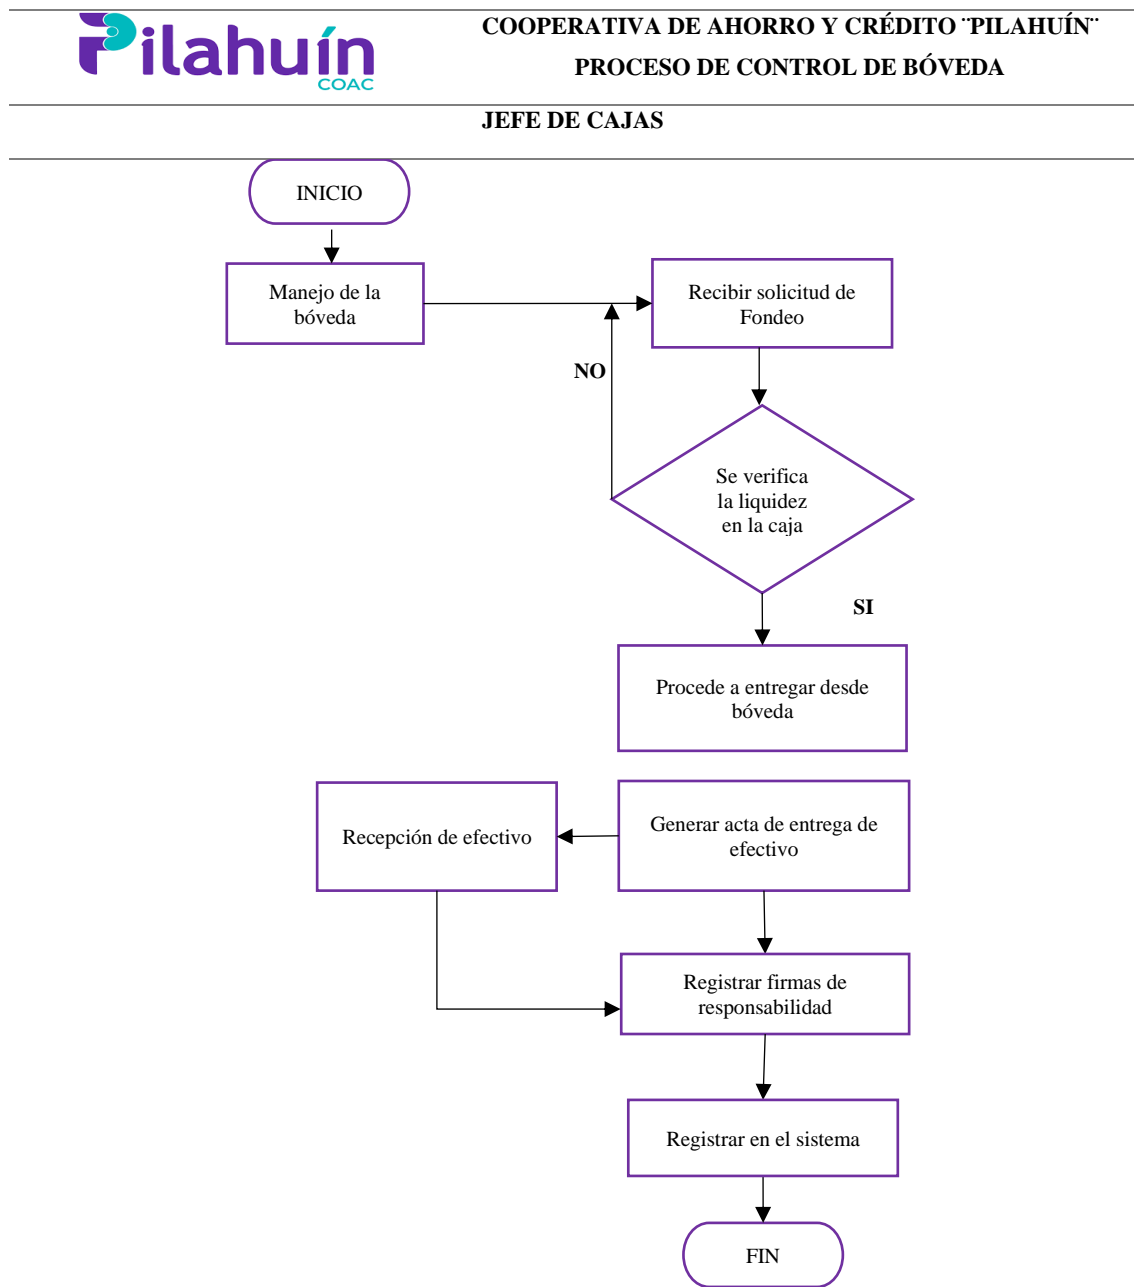 Pilahuín
COAC
COOPERATIVA DE AHORRO Y CRÉDITO ¨PILAHUÍN¨
PROCESO DE CONTROL DE BÓVEDA
JEFE DE CAJAS
INICIO
Manejo de la
bóveda
Recibir solicitud de
Fondeo
NO
Se verifica
la liquidez
en la caja
SI
Procede a entregar desde
bóveda
Recepción de efectivo
Generar acta de entrega de
efectivo
Registrar firmas de
responsabilidad
Registrar en el sistema
FIN